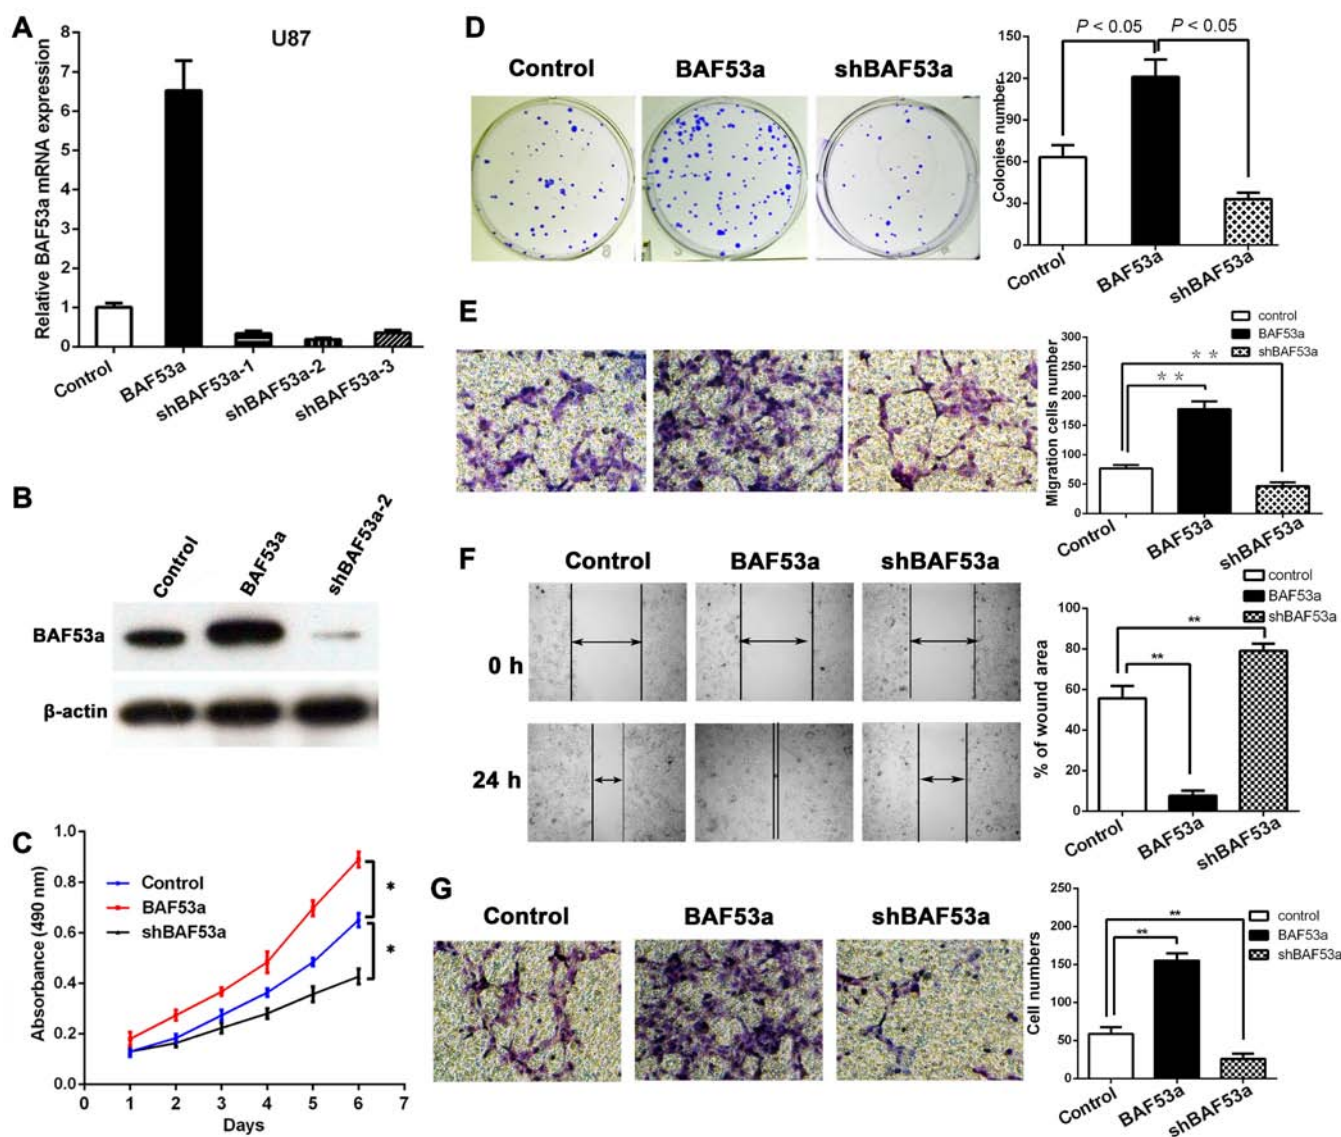 A
U87
Relative BAF53a mRNA expression
8
7
6
5
4
3
2
1
0
Control
BAF53a
shBAF53a-1
shBAF53a-2
shBAF53a-3
B
Control
BAF53a
shBAF53a-2
BAF53a
β-actin
C
Absorbance (490 nm)
1.0
0.8
0.6
0.4
0.2
0.0
Control
BAF53a
shBAF53a
*
*
0 1 2 3 4 5 6 7
Days
D
Control BAF53a shBAF53a
P < 0.05 P < 0.05
Colonies number
150
120
90
60
30
0
Control
BAF53a
shBAF53a
E
control
BAF53a
shBAF53a
Migration cells number
300
250
200
150
100
50
0
* *
* *
Control
BAF53a
shBAF53a
F
Control BAF53a shBAF53a
0 h
24 h
control
BAF53a
shBAF53a
% of wound area
100
80
60
40
20
0
**
**
Control
BAF53a
shBAF53a
G
Control BAF53a shBAF53a
control
BAF53a
shBAF53a
Cell numbers
250
200
150
100
50
0
**
**
Control
BAF53a
shBAF53a